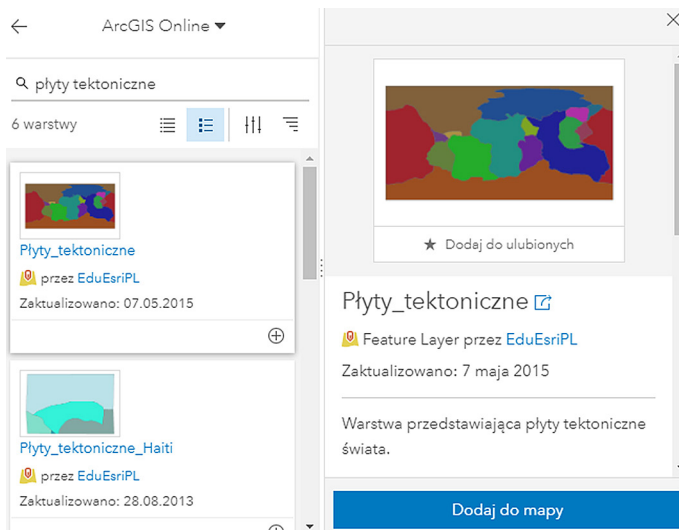 ArcGIS Online
płyty tektoniczne
6 warstwy
Płyty_tektoniczne
przez EduEsriPL
Zaktualizowano: 07.05.2015
Płyty_tektoniczne_Haiti
przez EduEsriPL
Zaktualizowano: 28.08.2013
Dodaj do ulubionych
Płyty_tektoniczne
Feature Layer przez EduEsriPL
Zaktualizowano: 7 maja 2015
Warstwa przedstawiająca płyty tektoniczne
świata.
Dodaj do mapy